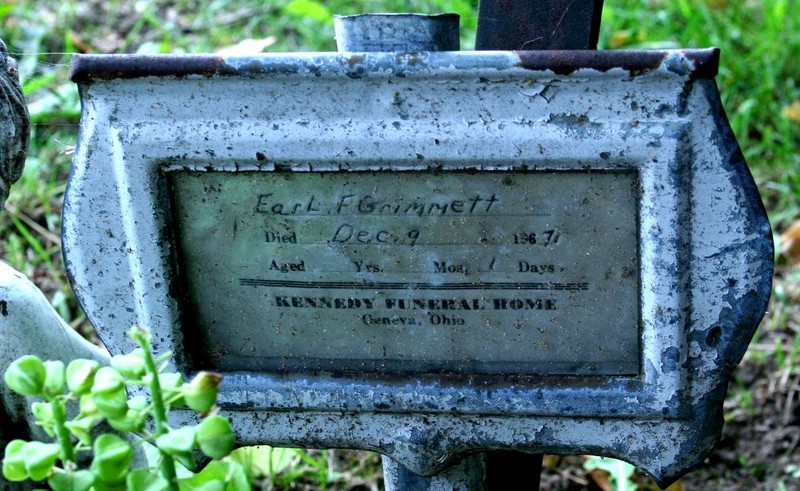 Earl F Grimmett
Died Dec 9 1967
Aged Yrs. Mos. 1 Days.
KENNEDY FUNERAL HOME
Geneva, Ohio